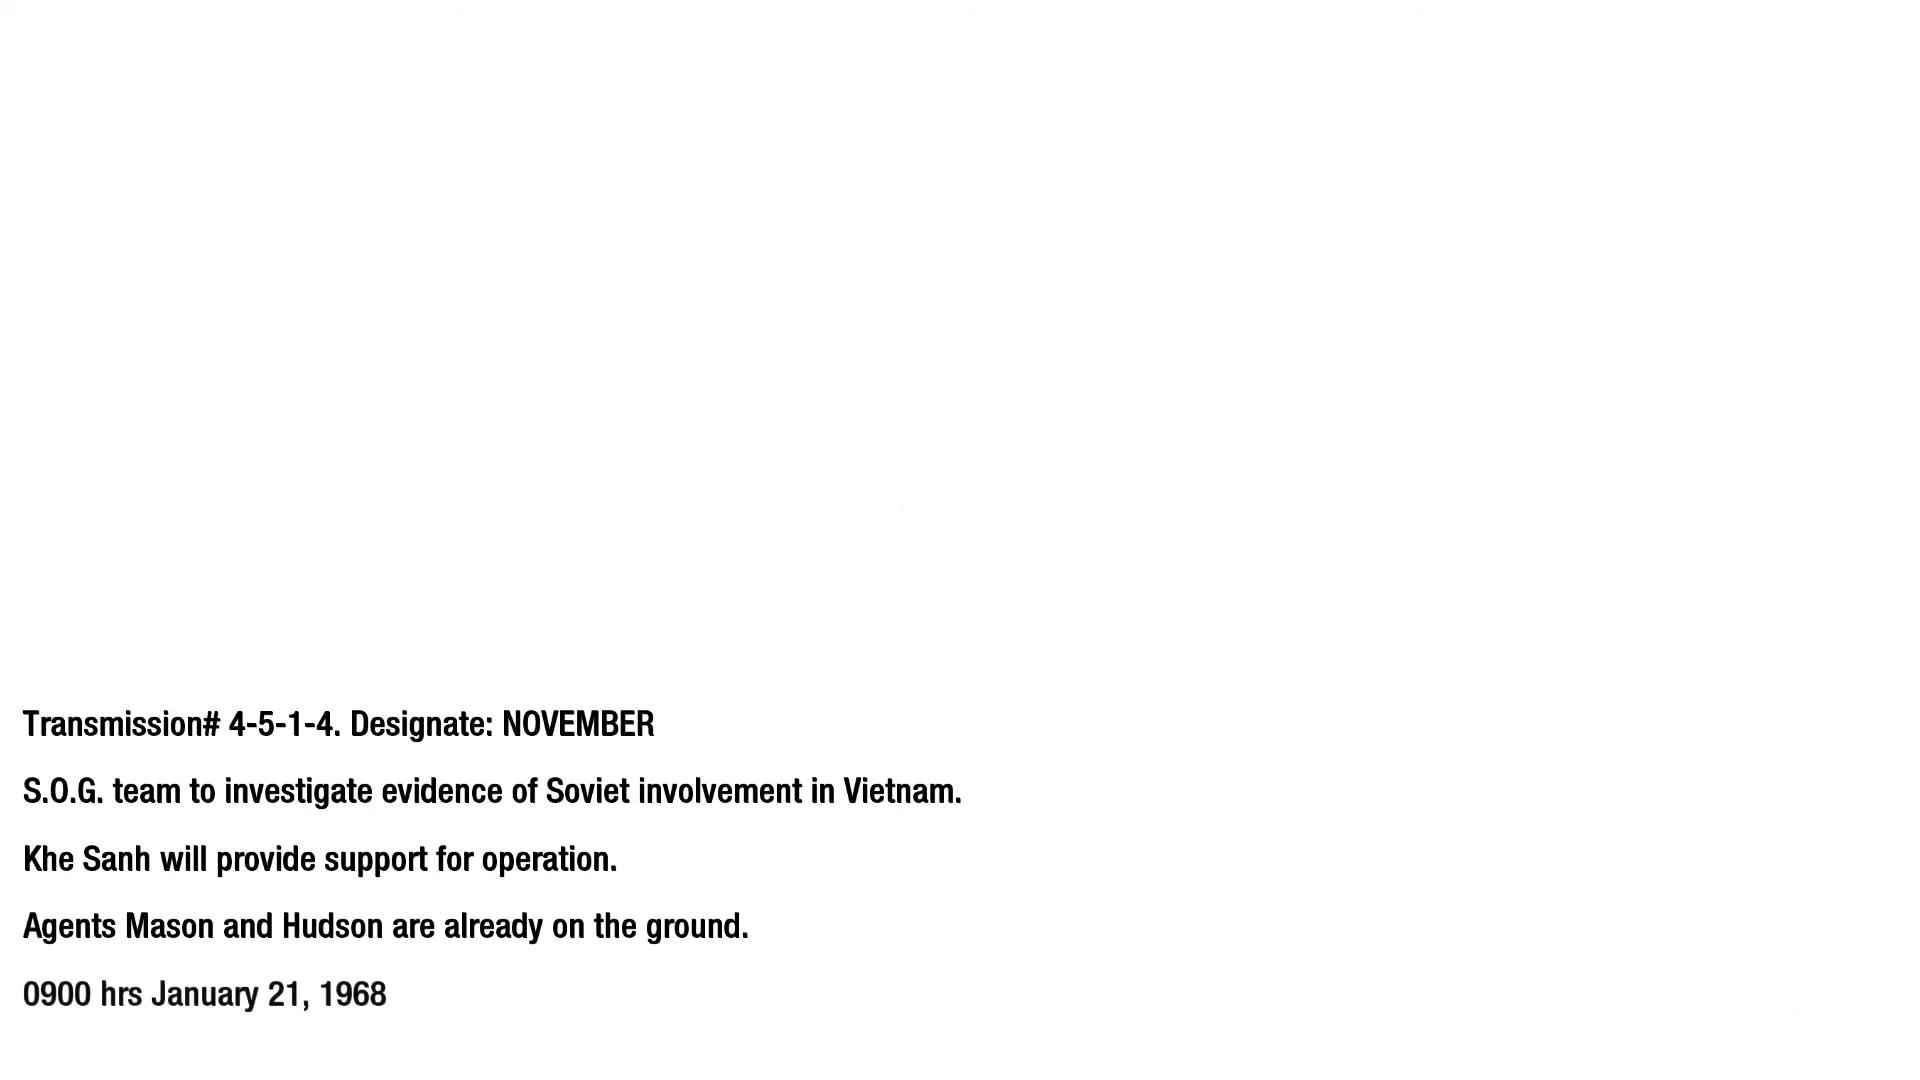 Transmission# 4-5-1-4. Designate: NOVEMBER
S.O.G. team to investigate evidence of Soviet involvement in Vietnam.
Khe Sanh will provide support for operation.
Agents Mason and Hudson are already on the ground.
0900 hrs January 21, 1968